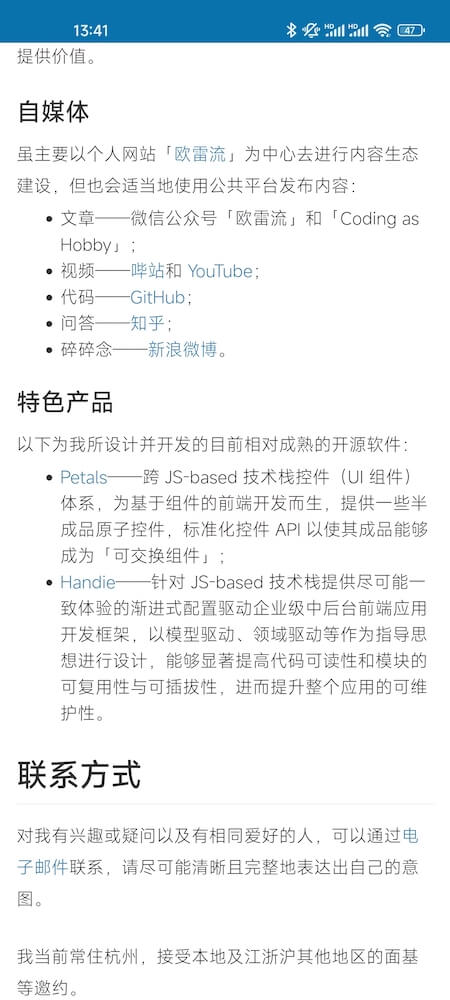 13:41
HD HD 47
提供价值。
自媒体
虽主要以个人网站「欧雷流」为中心去进行内容生态
建设，但也会适当地使用公共平台发布内容：
• 文章——微信公众号「欧雷流」和「Coding as
Hobby」；
• 视频——哔站和 YouTube；
• 代码——GitHub；
• 问答——知乎；
• 碎碎念——新浪微博。
特色产品
以下为我所设计并开发的目前相对成熟的开源软件：
• Petals——跨 JS-based 技术栈控件（UI 组件）
体系，为基于组件的前端开发而生，提供一些半
成品原子控件，标准化控件 API 以使其成品能够
成为「可交换组件」；
• Handie——针对 JS-based 技术栈提供尽可能一
致体验的渐进式配置驱动企业级中后台前端应用
开发框架，以模型驱动、领域驱动等作为指导思
想进行设计，能够显著提高代码可读性和模块的
可复用性与可插拔性，进而提升整个应用的可维
护性。
联系方式
对我有兴趣或疑问以及有相同爱好的人，可以通过电
子邮件联系，请尽可能清晰且完整地表达出自己的意
图。
我当前常住杭州，接受本地及江浙沪其他地区的面基
等邀约。